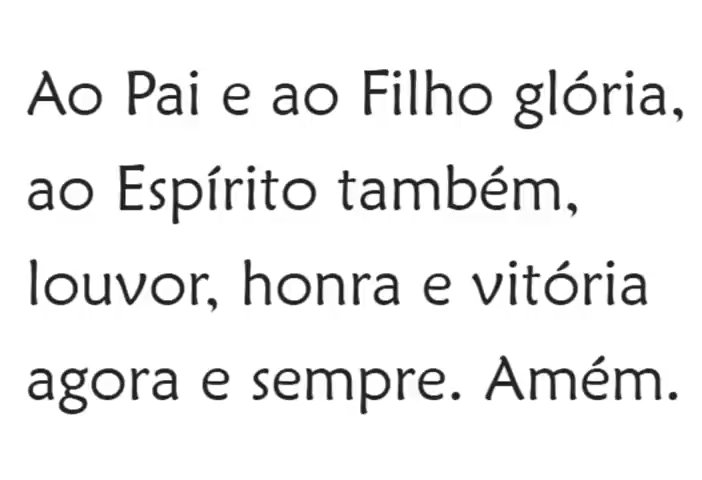 Ao Pai e ao Filho glória,
ao Espírito também,
louvor, honra e vitória
agora e sempre. Amém.